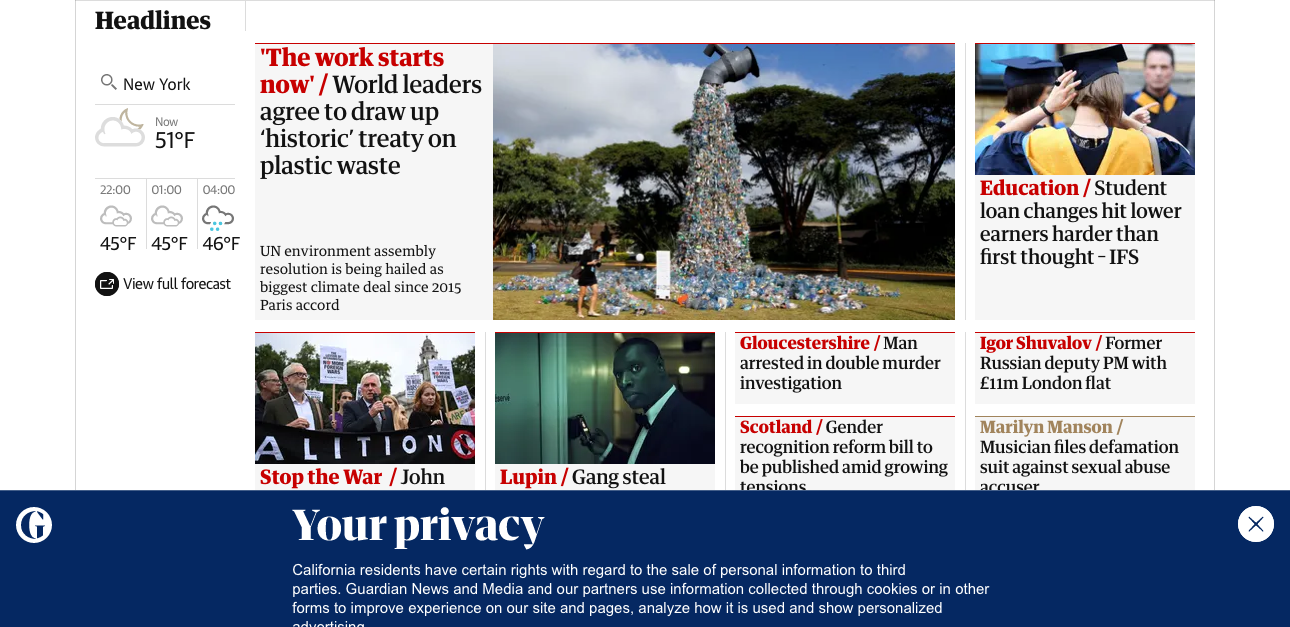 Headlines
New York
Now
51°F
22:00
01:00
04:00
45°F
45°F
46°F
View full forecast
'The work starts
now' / World leaders
agree to draw up
‘historic’ treaty on
plastic waste
UN environment assembly
resolution is being hailed as
biggest climate deal since 2015
Paris accord
Education / Student
loan changes hit lower
earners harder than
first thought – IFS
ALITION
Stop the War / John
Lupin / Gang steal
Gloucestershire / Man
arrested in double murder
investigation
Scotland / Gender
recognition reform bill to
be published amid growing
tensions
Igor Shuvalov / Former
Russian deputy PM with
£11m London flat
Marilyn Manson /
Musician files defamation
suit against sexual abuse
accuser
G
Your privacy
California residents have certain rights with regard to the sale of personal information to third
parties. Guardian News and Media and our partners use information collected through cookies or in other
forms to improve experience on our site and pages, analyze how it is used and show personalized
advertising.